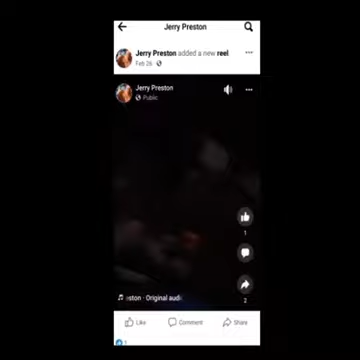 Jerry Preston
Jerry Preston added a new reel
Feb 26
Jerry Preston
Public
1
2
eston · Original audi
Like
Comment
Share